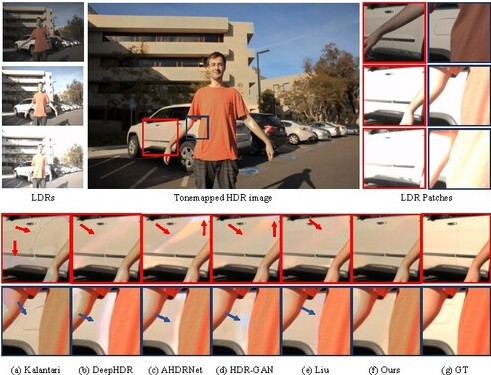 LDRs
Tonemapped HDR image
LDR Patches
(a) Kalantari
(b) DeepHDR
(c) AHDRNet
(d) HDR-GAN
(e) Liu
(f) Ours
(g) GT